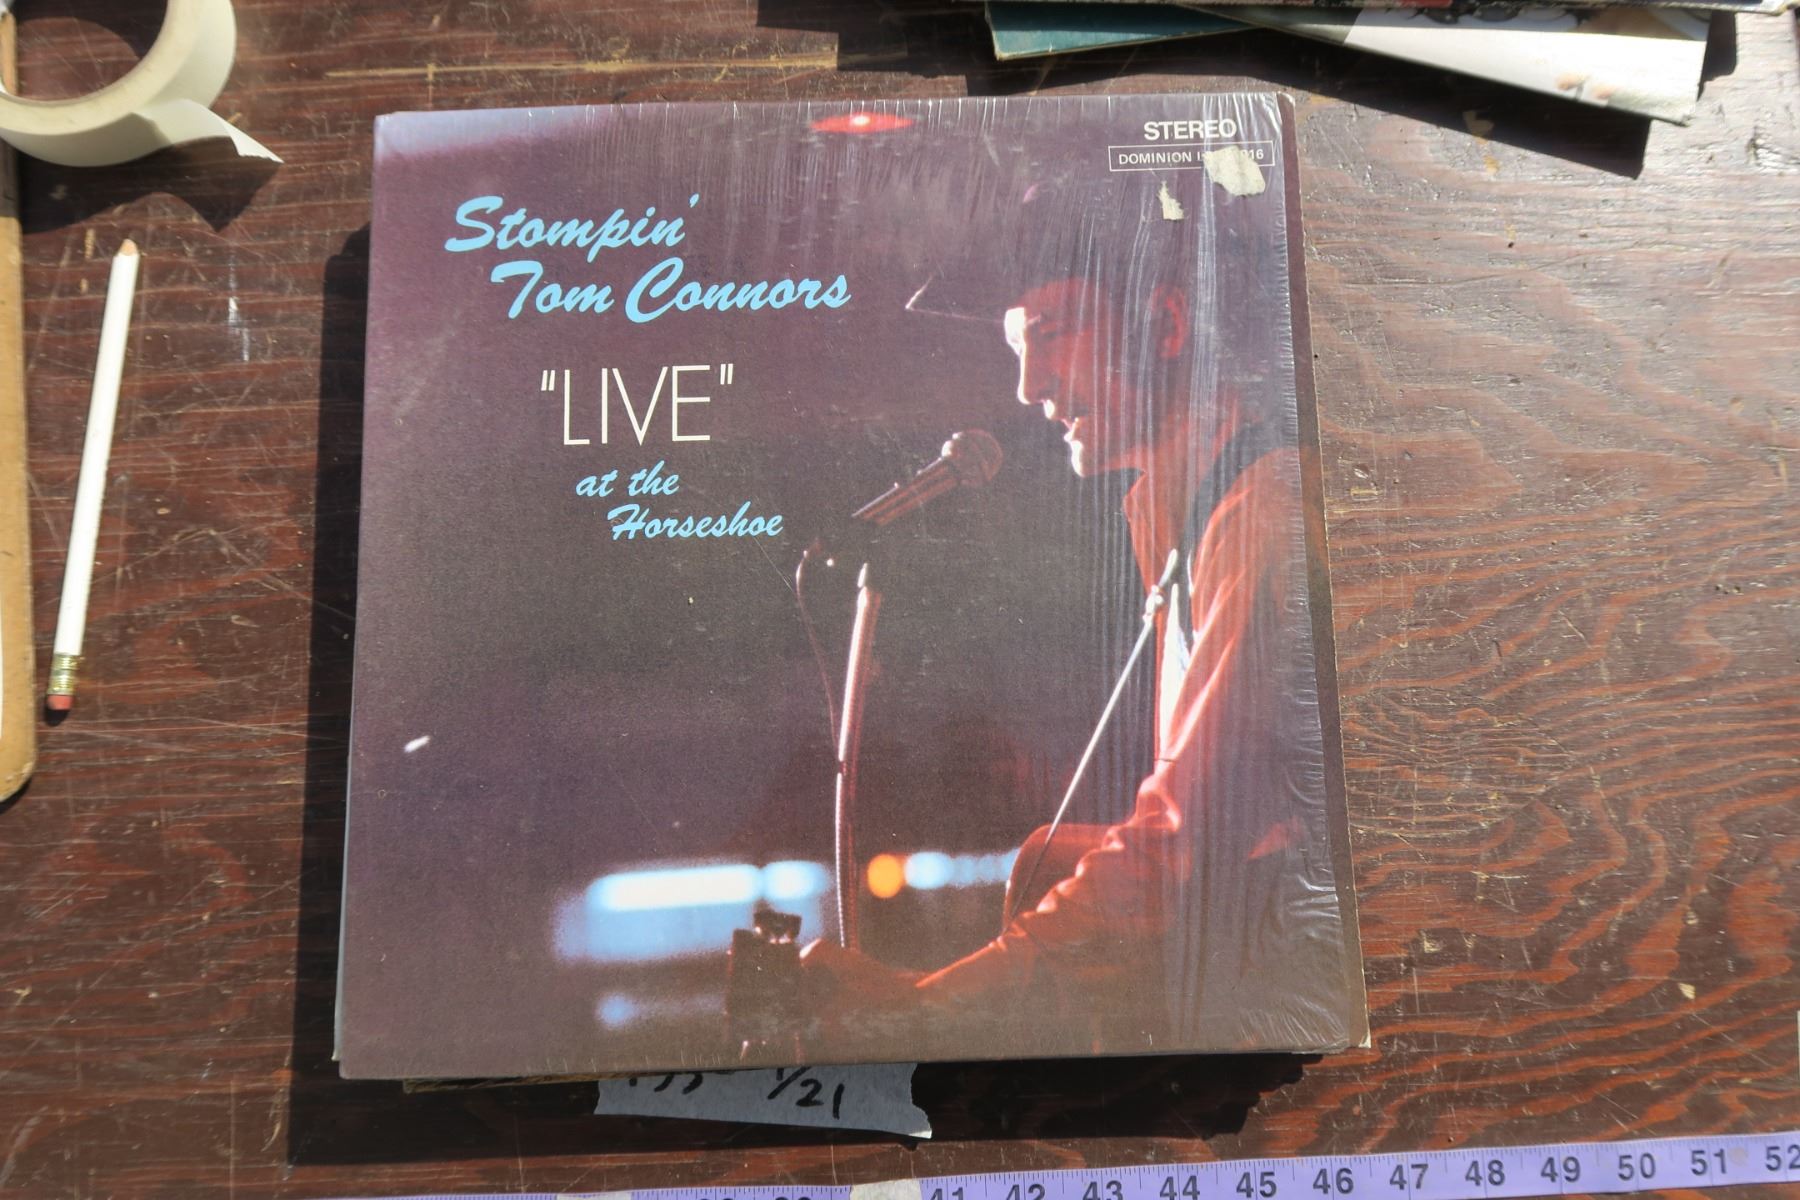 STEREO
DOMINION
Stompin'
Tom Connors
"LIVE"
at the
Horseshoe
1/21
41 42 43 44 45 46 47 48 49 50 51 52